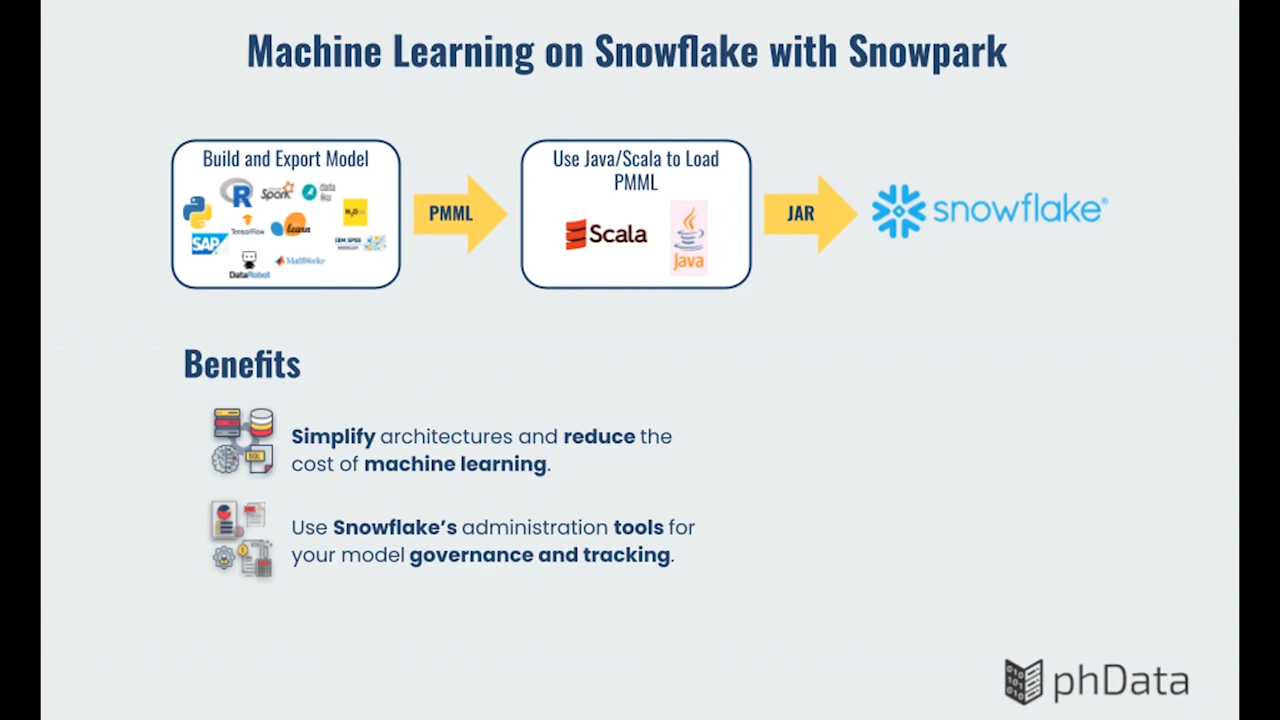 Machine Learning on Snowflake with Snowpark
Build and Export Model
R
Spark
data
iku
H2O
TensorFlow
learn
SAP
IBM SPSS
MODELER
DataRobot
MathWorks
PMML
Use Java/Scala to Load
PMML
Scala
Java
JAR
snowflake®
Benefits
Simplify architectures and reduce the
cost of machine learning.
Use Snowflake's administration tools for
your model governance and tracking.
phData